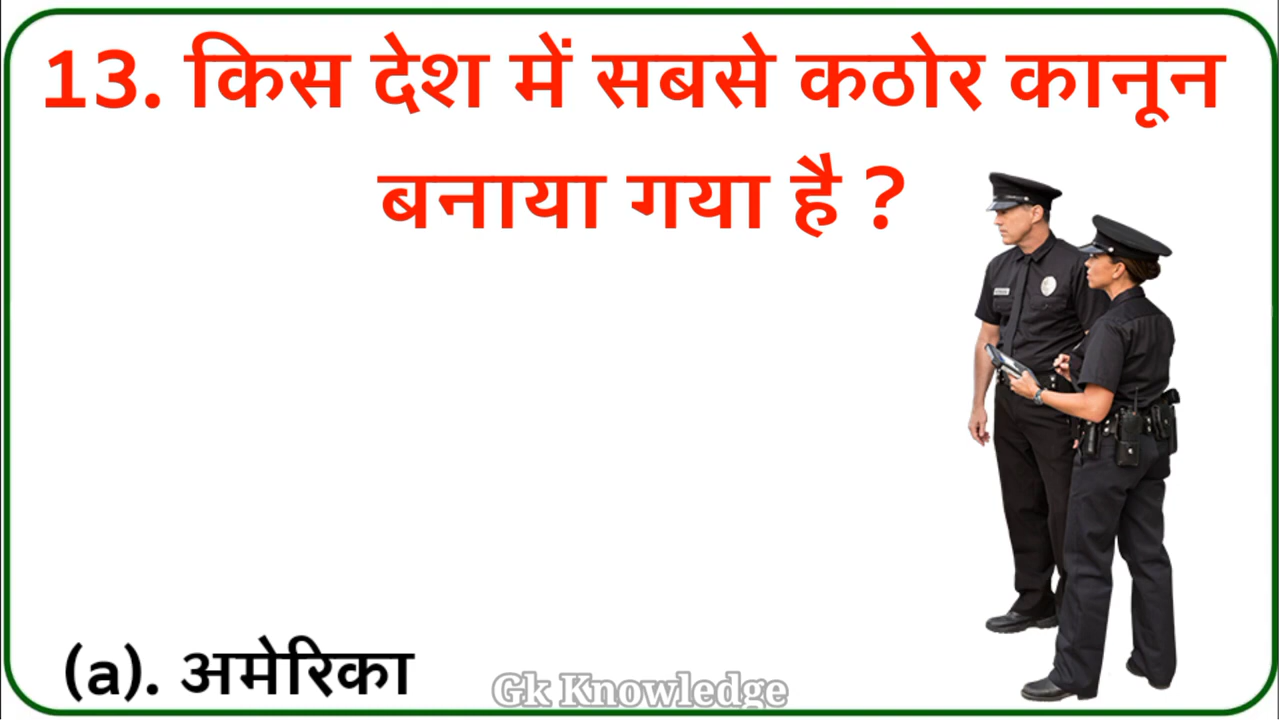 13. किस देश में सबसे कठोर कानून
बनाया गया है ?
(a). अमेरिका
Gk Knowledge